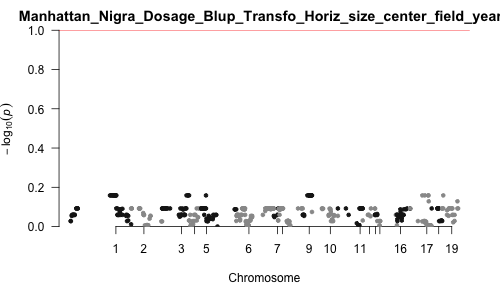 Manhattan_Nigra_Dosage_Blup_Transfo_Horiz_size_center_field_year
1.0
0.8
0.6
0.4
0.2
0.0
− log10(p)
1 2 3 5 6 7 9 10 11 16 17 19
Chromosome